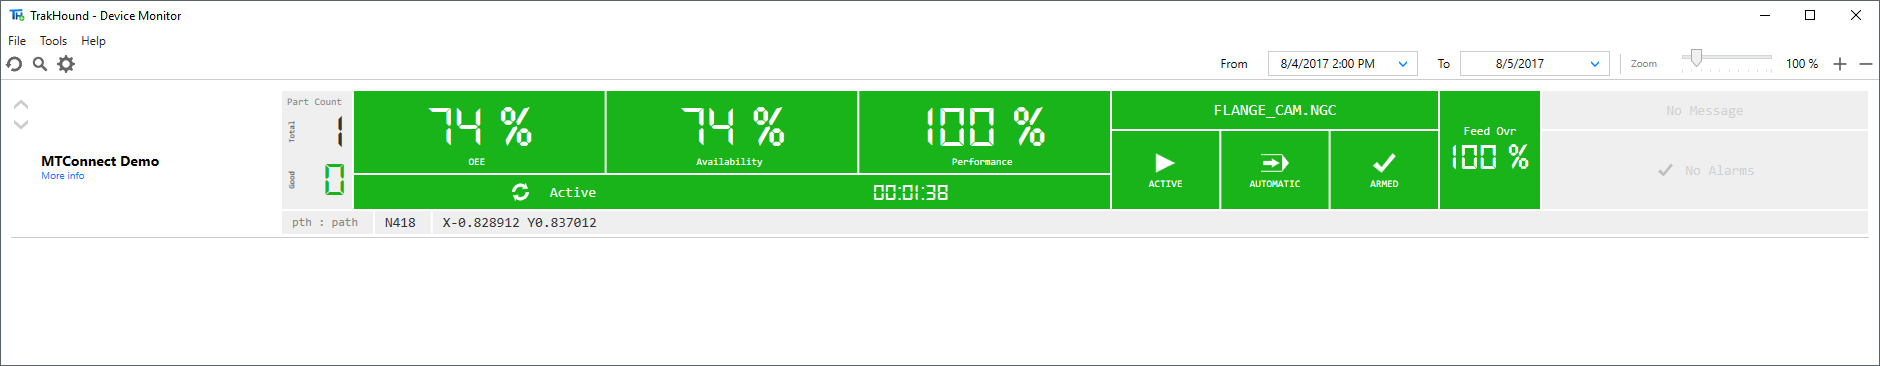 TrakHound - Device Monitor
File Tools Help
From 8/4/2017 2:00 PM To 8/5/2017 Zoom 100 %
MTConnect Demo
More info
Part Count
Total 1
Good 0
74 %
OEE
74 %
Availability
100 %
Performance
Active 00:01:38
FLANGE_CAM.NGC
ACTIVE
AUTOMATIC
ARMED
Feed Ovr
100 %
No Message
No Alarms
pth : path N418 X-0.828912 Y0.837012